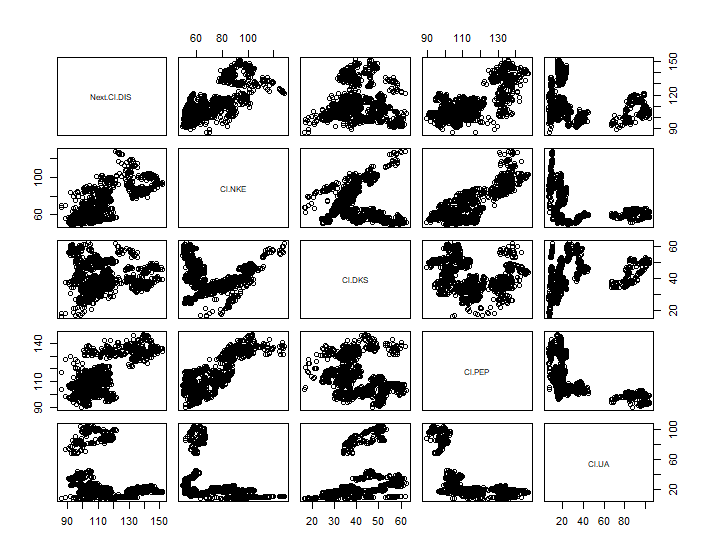 60 80 100
90 110 130
Next.Cl.DIS
90 120 150
60 100
Cl.NKE
Cl.DKS
20 40 60
90 110 140
Cl.PEP
Cl.UA
20 60 100
90 110 130 150
20 30 40 50 60
20 40 60 80